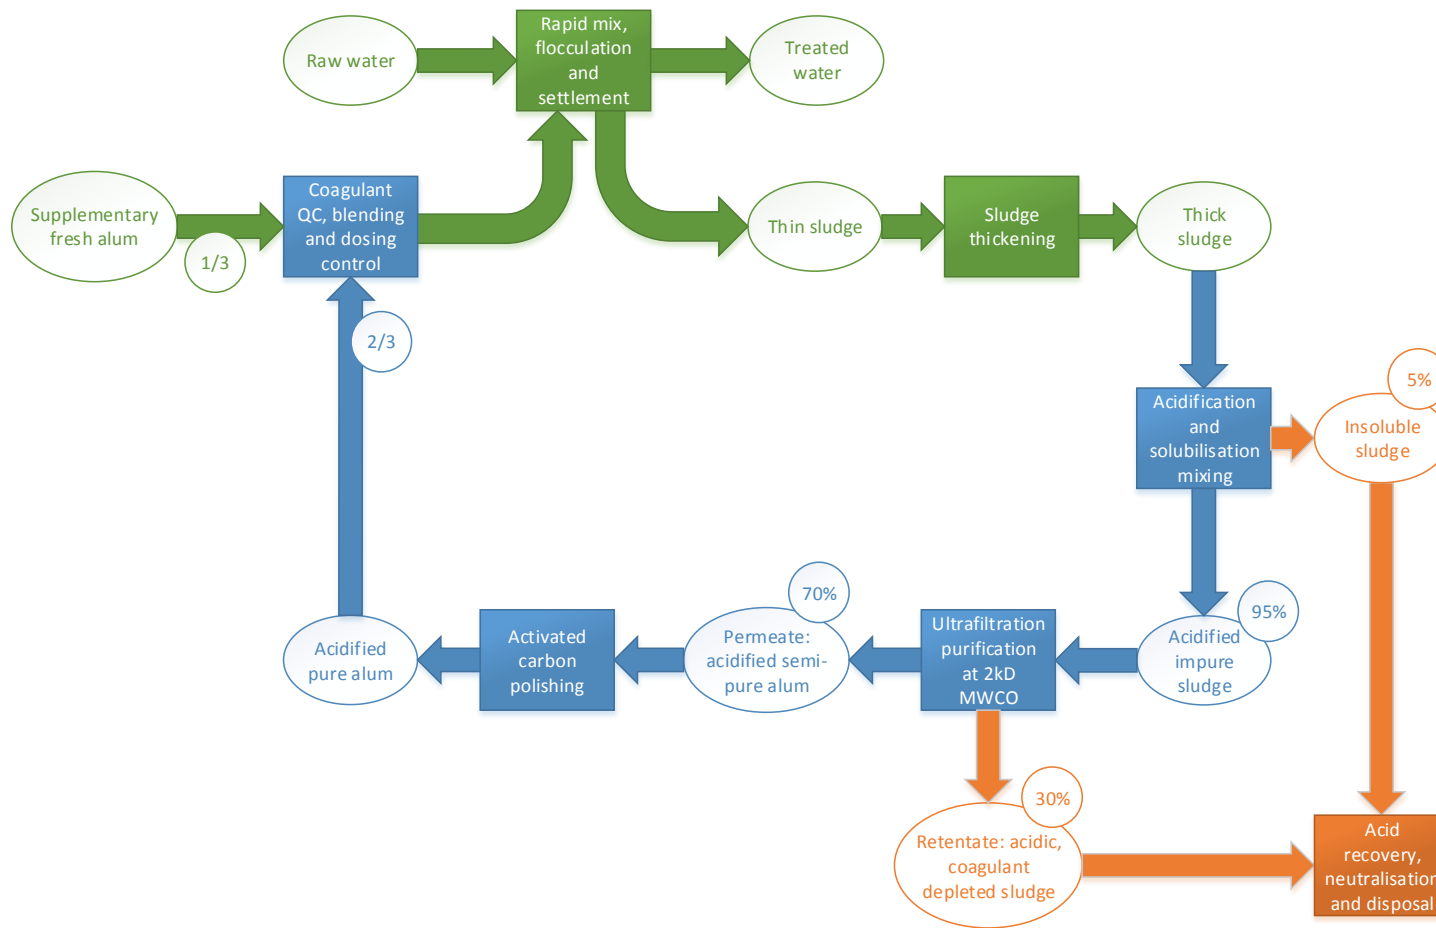 Raw water
Rapid mix,
flocculation
and
settlement
Treated
water
Supplementary
fresh alum
1/3
Coagulant
QC, blending
and dosing
control
Thin sludge
Sludge
thickening
Thick
sludge
2/3
Acidification
and
solubilisation
mixing
5%
Insoluble
sludge
95%
Acidified
impure
sludge
Ultrafiltration
purification
at 2kD
MWCO
70%
Permeate:
acidified semi-
pure alum
Activated
carbon
polishing
Acidified
pure alum
30%
Retentate: acidic,
coagulant
depleted sludge
Acid
recovery,
neutralisation
and disposal